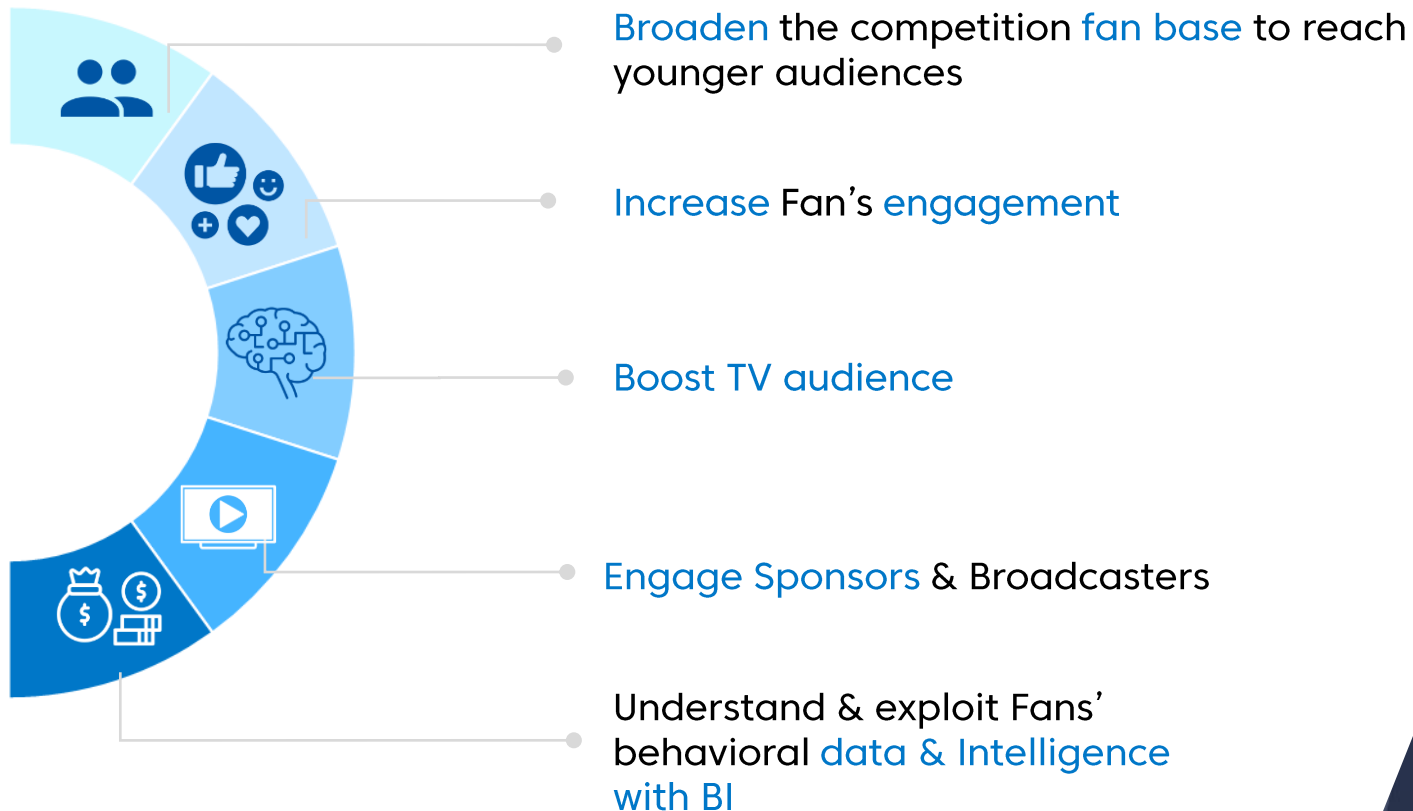 Broaden the competition fan base to reach
younger audiences
Increase Fan’s engagement
Boost TV audience
Engage Sponsors & Broadcasters
$ $
Understand & exploit Fans’
behavioral data & Intelligence
with BI